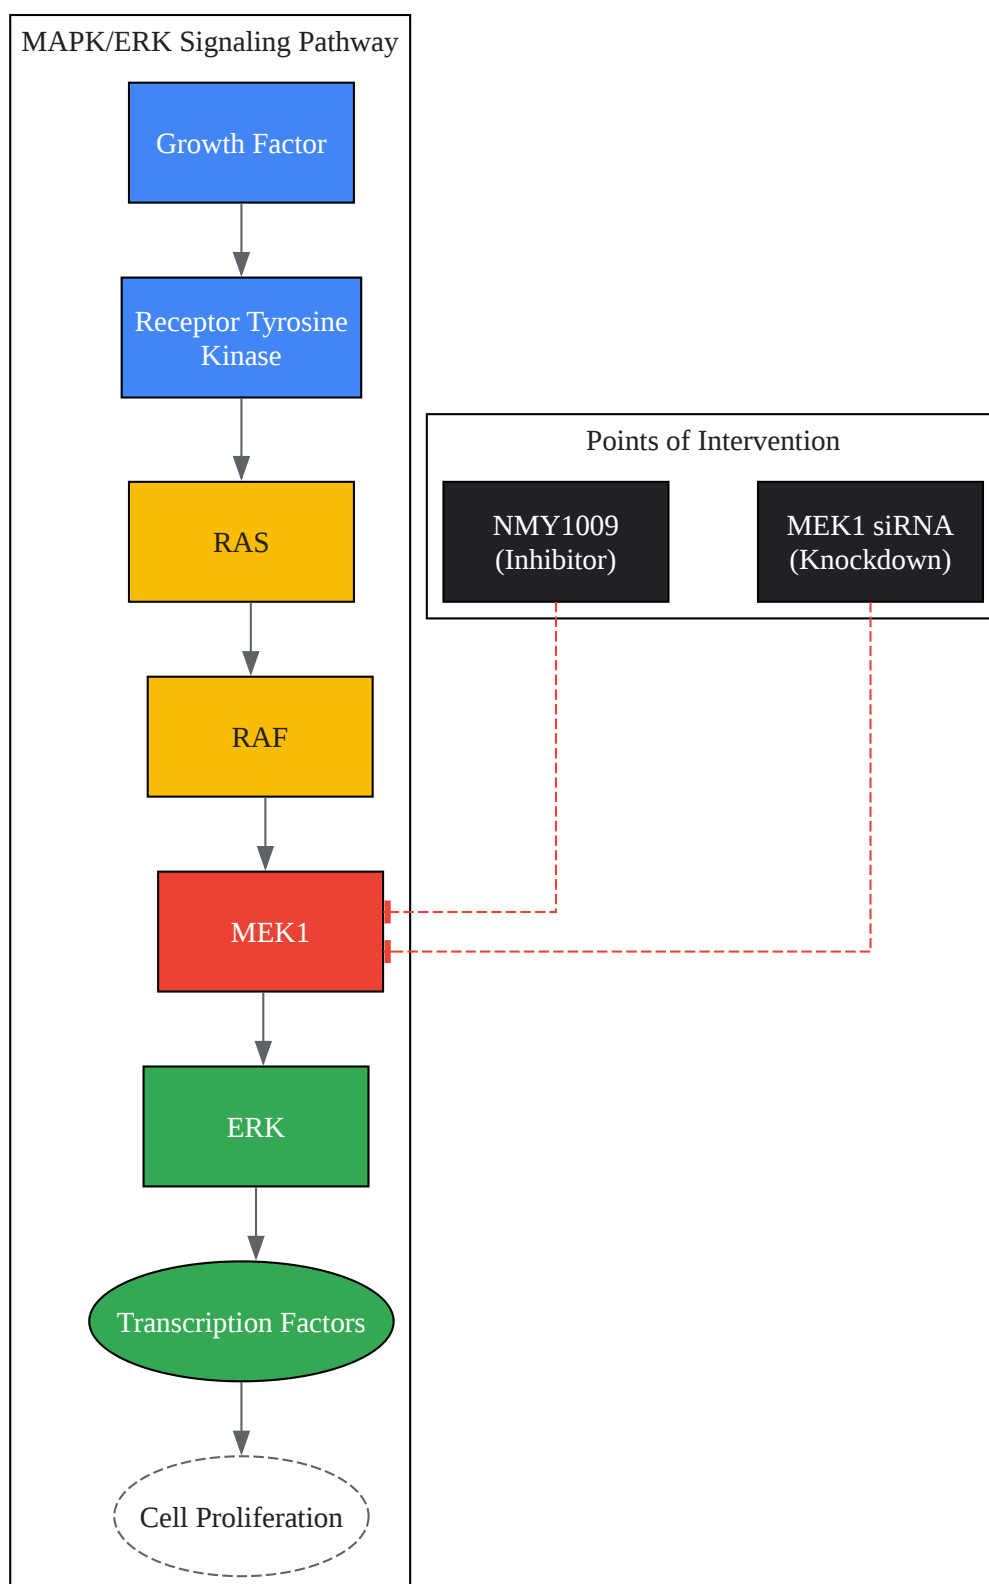 MAPK/ERK Signaling Pathway
Growth Factor
Receptor Tyrosine
Kinase
Points of Intervention
NMY1009
(Inhibitor)
MEK1 siRNA
(Knockdown)
RAS
RAF
MEK1
ERK
Transcription Factors
Cell Proliferation